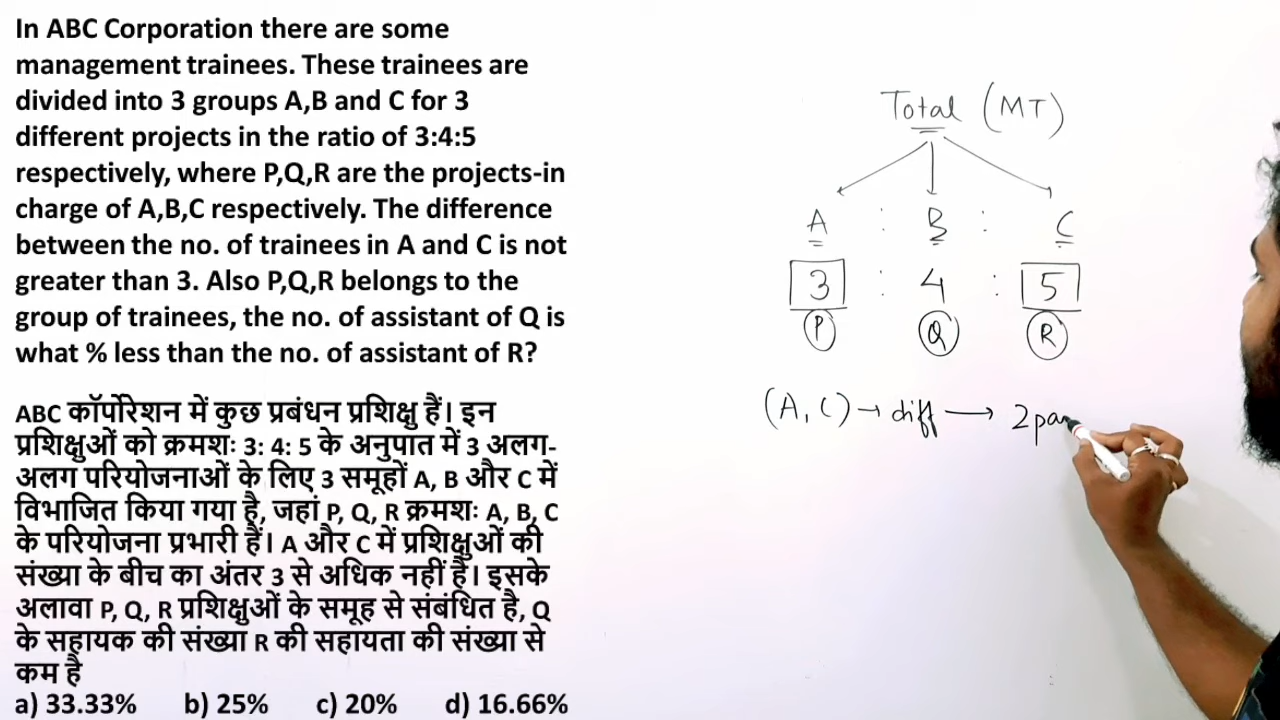 In ABC Corporation there are some
management trainees. These trainees are
divided into 3 groups A,B and C for 3
different projects in the ratio of 3:4:5
respectively, where P,Q,R are the projects-in
charge of A,B,C respectively. The difference
between the no. of trainees in A and C is not
greater than 3. Also P,Q,R belongs to the
group of trainees, the no. of assistant of Q is
what % less than the no. of assistant of R?
ABC कॉर्पोरेशन में कुछ प्रबंधन प्रशिक्षु हैं। इन
प्रशिक्षुओं को क्रमशः 3: 4: 5 के अनुपात में 3 अलग-
अलग परियोजनाओं के लिए 3 समूहों A, B और C में
विभाजित किया गया है, जहां P, Q, R क्रमशः A, B, C
के परियोजना प्रभारी हैं। A और C में प्रशिक्षुओं की
संख्या के बीच का अंतर 3 से अधिक नहीं है। इसके
अलावा P, Q, R प्रशिक्षुओं के समूह से संबंधित है, Q
के सहायक की संख्या R की सहायता की संख्या से
कम है
a) 33.33% b) 25% c) 20% d) 16.66%
Total (MT)
A : B : C
3 : 4 : 5
P Q R
(A, C) → diff → 2pa